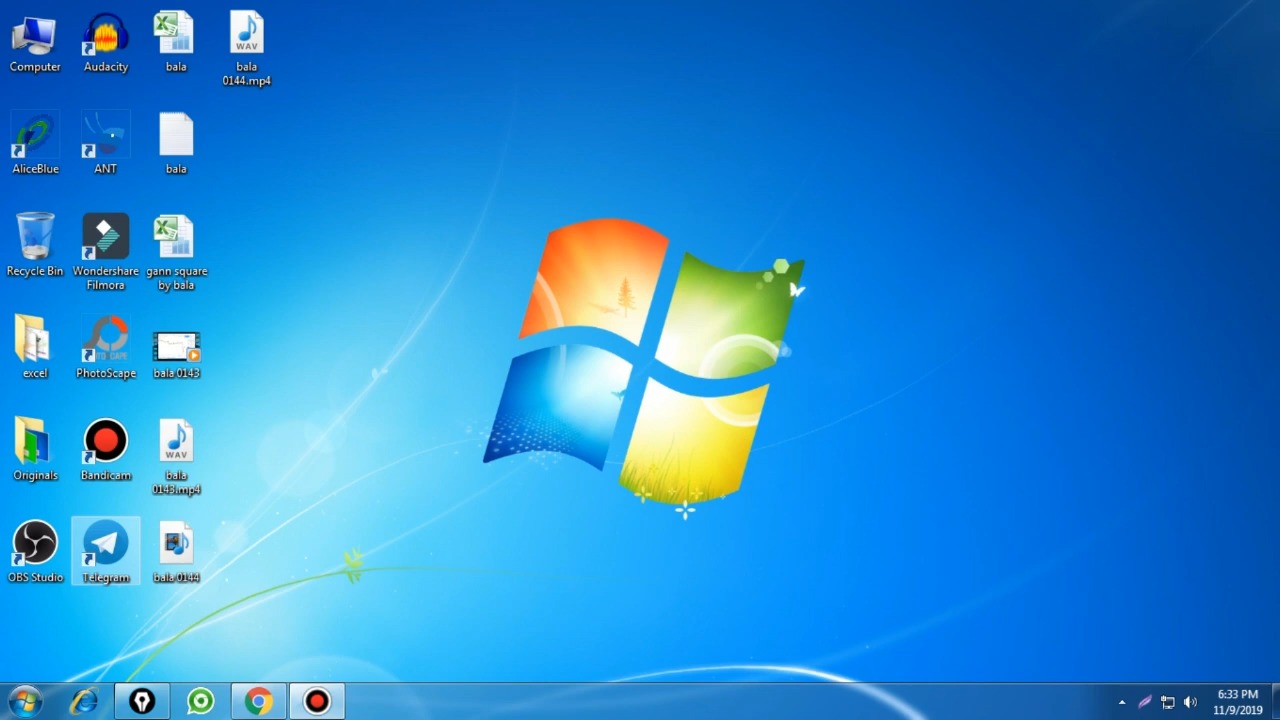 Computer
Audacity
bala
WAV
bala
0144.mp4
AliceBlue
ANT
bala
Recycle Bin
Wondershare
Filmora
gann square
by bala
excel
PhotoScape
bala 0143
Originals
Bandicam
WAV
bala
0143.mp4
OBS Studio
Telegram
bala 0144
6:33 PM
11/9/2019